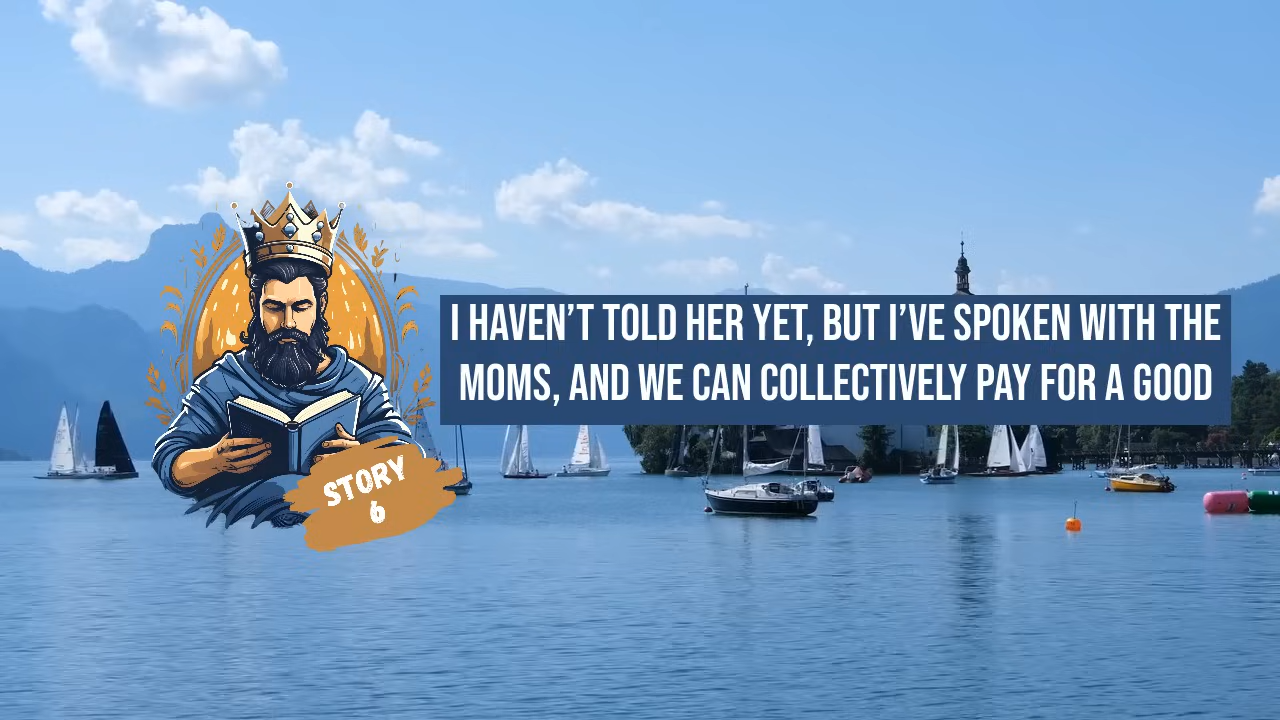 I HAVEN’T TOLD HER YET, BUT I’VE SPOKEN WITH THE
MOMS, AND WE CAN COLLECTIVELY PAY FOR A GOOD
STORY
6